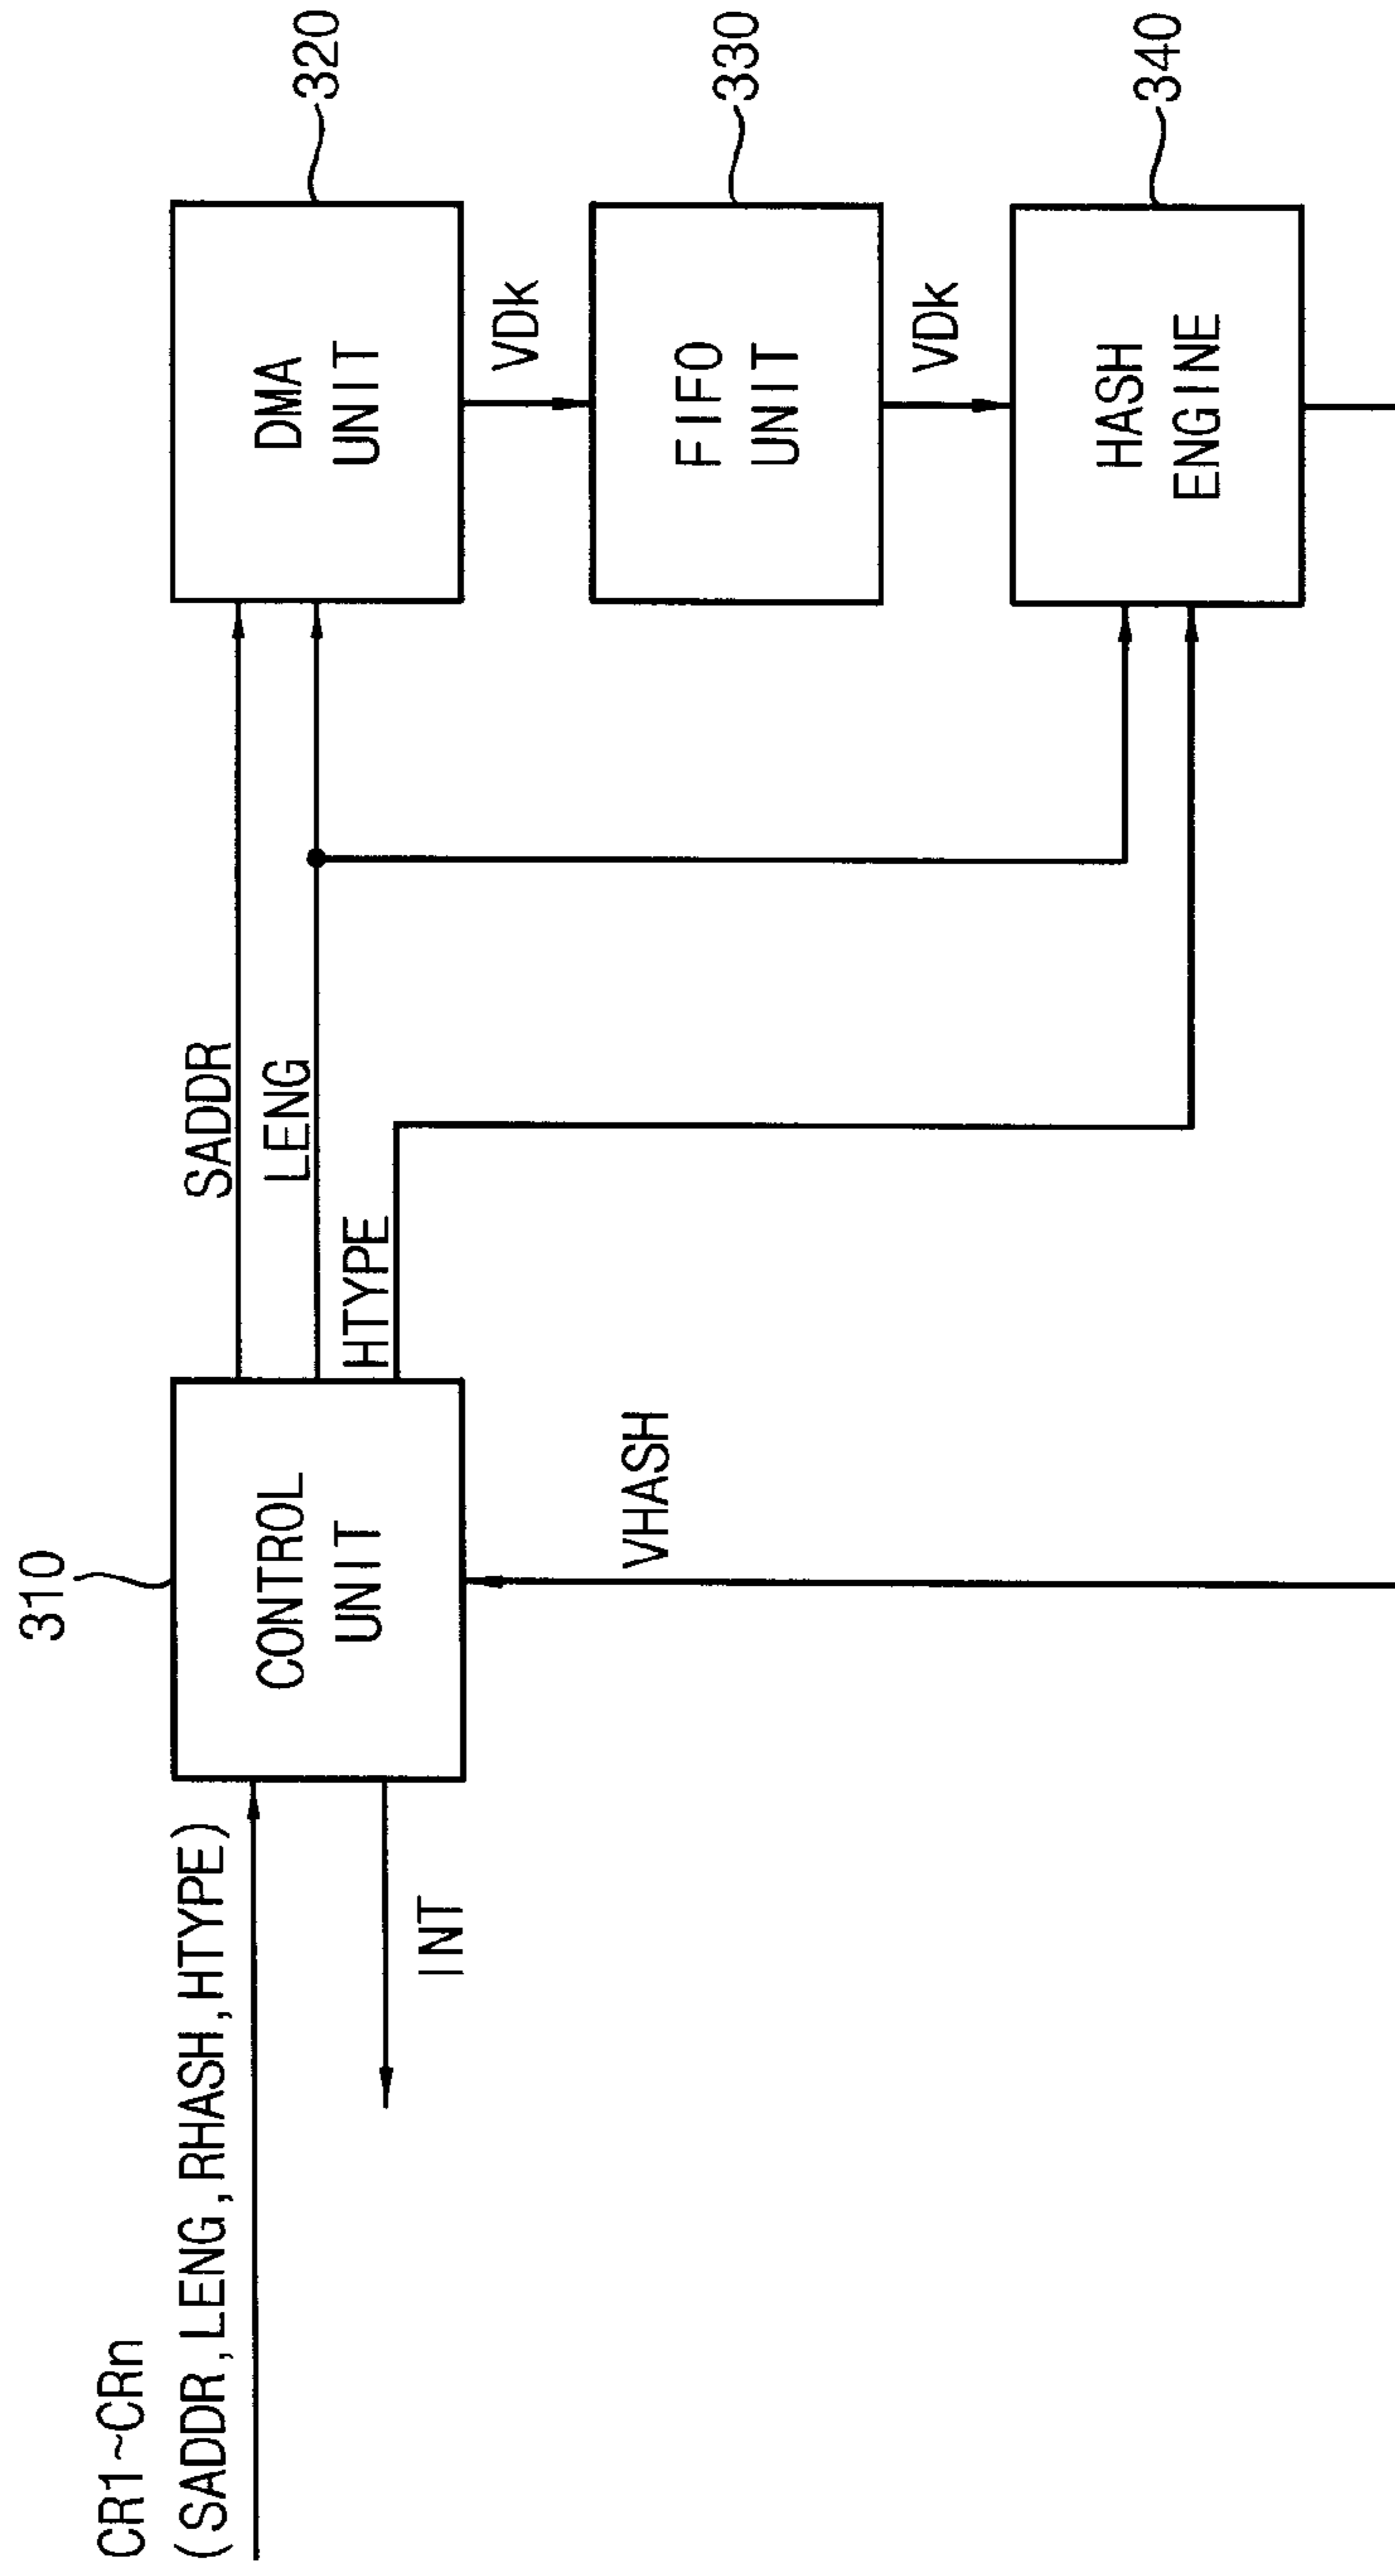 CR1~CRn
(SADDR,LENG,RHASH,HTYPE)
INT
310
CONTROL
UNIT
VHASH
SADDR
LENG
HTYPE
320
DMA
UNIT
VDk
330
FIFO
UNIT
VDk
340
HASH
ENGINE